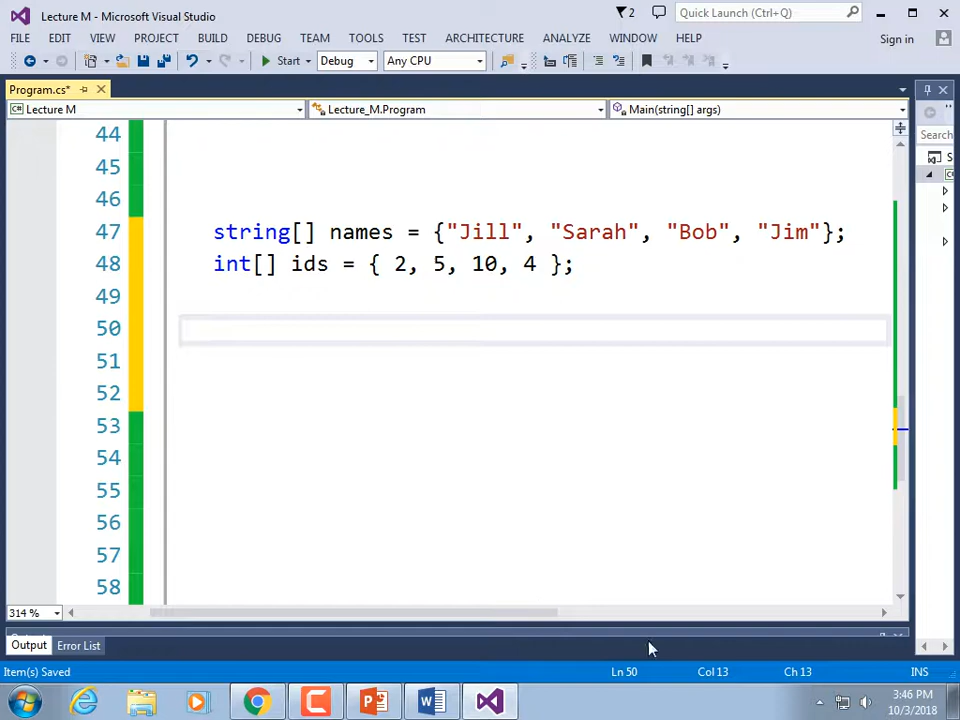 Lecture M - Microsoft Visual Studio
2
Quick Launch (Ctrl+Q)
FILE EDIT VIEW PROJECT BUILD DEBUG TEAM TOOLS TEST ARCHITECTURE ANALYZE WINDOW HELP Sign in
Start Debug Any CPU
Program.cs*
Lecture M Lecture_M.Program Main(string[] args)
Search
44
45
46
47 string[] names = {"Jill", "Sarah", "Bob", "Jim"};
48 int[] ids = { 2, 5, 10, 4 };
49
50
51
52
53
54
55
56
57
58
314 %
Output Error List
Item(s) Saved Ln 50 Col 13 Ch 13 INS
3:46 PM
10/3/2018